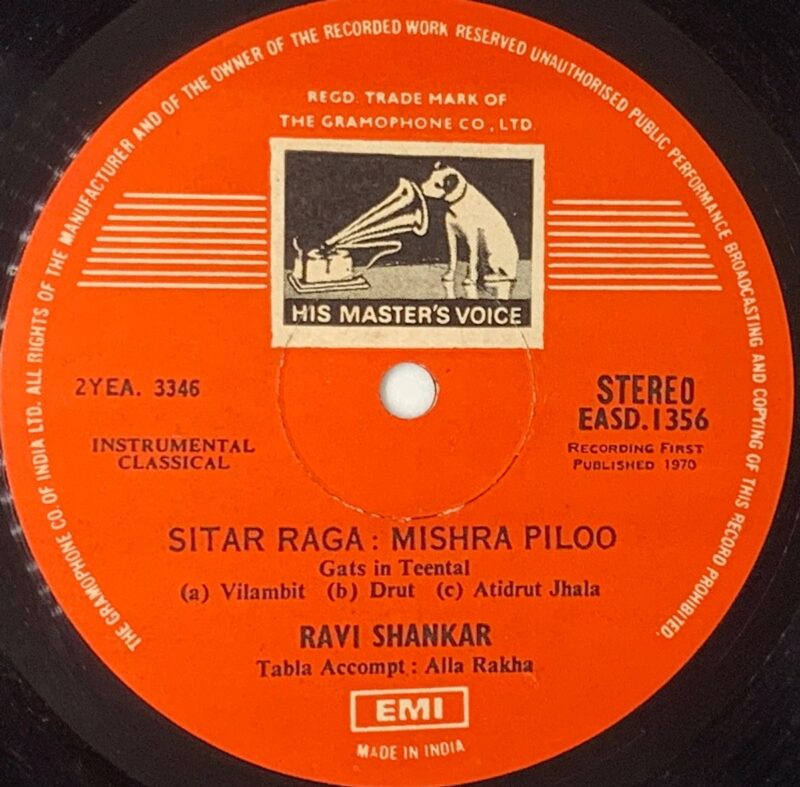 THE GRAMOPHONE CO. OF INDIA LTD. ALL RIGHTS OF THE MANUFACTURER AND OF THE OWNER OF THE RECORDED WORK RESERVED UNAUTHORISED PUBLIC PERFORMANCE BROADCASTING AND COPYING OF THIS RECORD PROHIBITED.
REGD. TRADE MARK OF
THE GRAMOPHONE CO., LTD.
HIS MASTER'S VOICE
2YEA. 3346
STEREO
EASD.1356
INSTRUMENTAL
CLASSICAL
RECORDING FIRST
PUBLISHED 1970
SITAR RAGA : MISHRA PILOO
Gats in Teental
(a) Vilambit (b) Drut (c) Atidrut Jhala
RAVI SHANKAR
Tabla Accompt : Alla Rakha
EMI
MADE IN INDIA